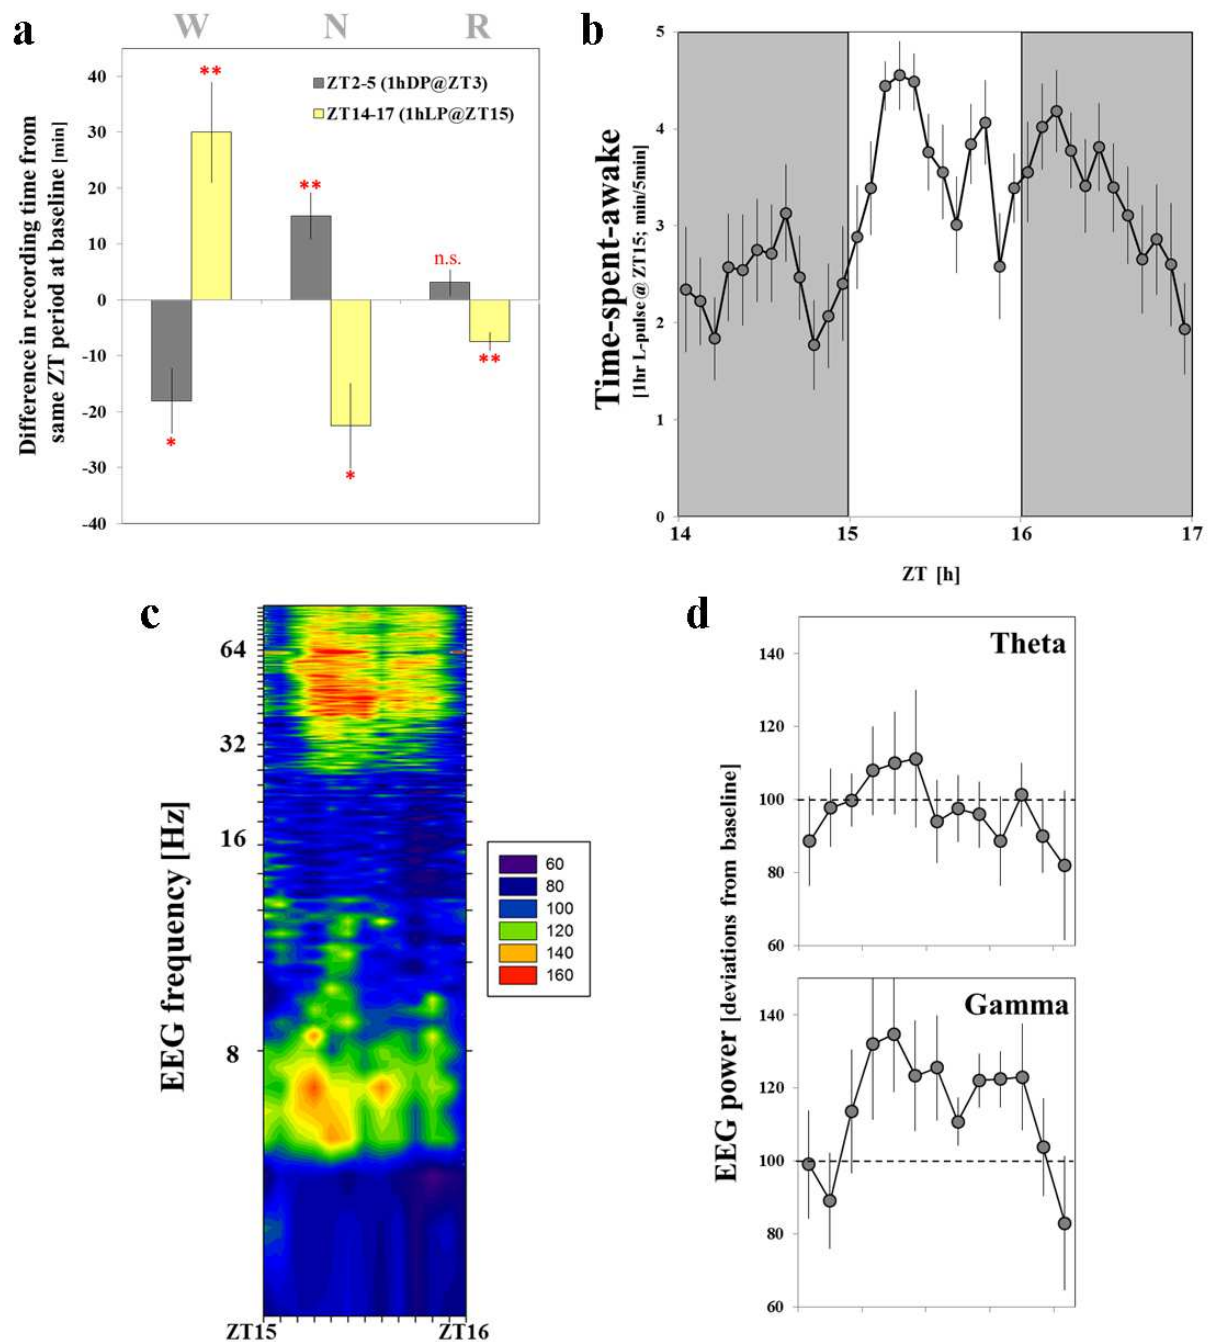 a
W N R
ZT2-5 (1hDP@ZT3)
ZT14-17 (1hLP@ZT15)
Difference in recording time from
same ZT period at baseline [min]
40
30
20
10
0
-10
-20
-30
-40
**
**
n.s.
*
*
**
b
Time-spent-awake
[1hr L-pulse @ ZT15; min/5min]
5
4
3
2
1
0
14 15 16 17
ZT [h]
c
EEG frequency [Hz]
64
32
16
8
ZT15 ZT16
60
80
100
120
140
160
d
EEG power [deviations from baseline]
Theta
140
120
100
80
60
Gamma
140
120
100
80
60